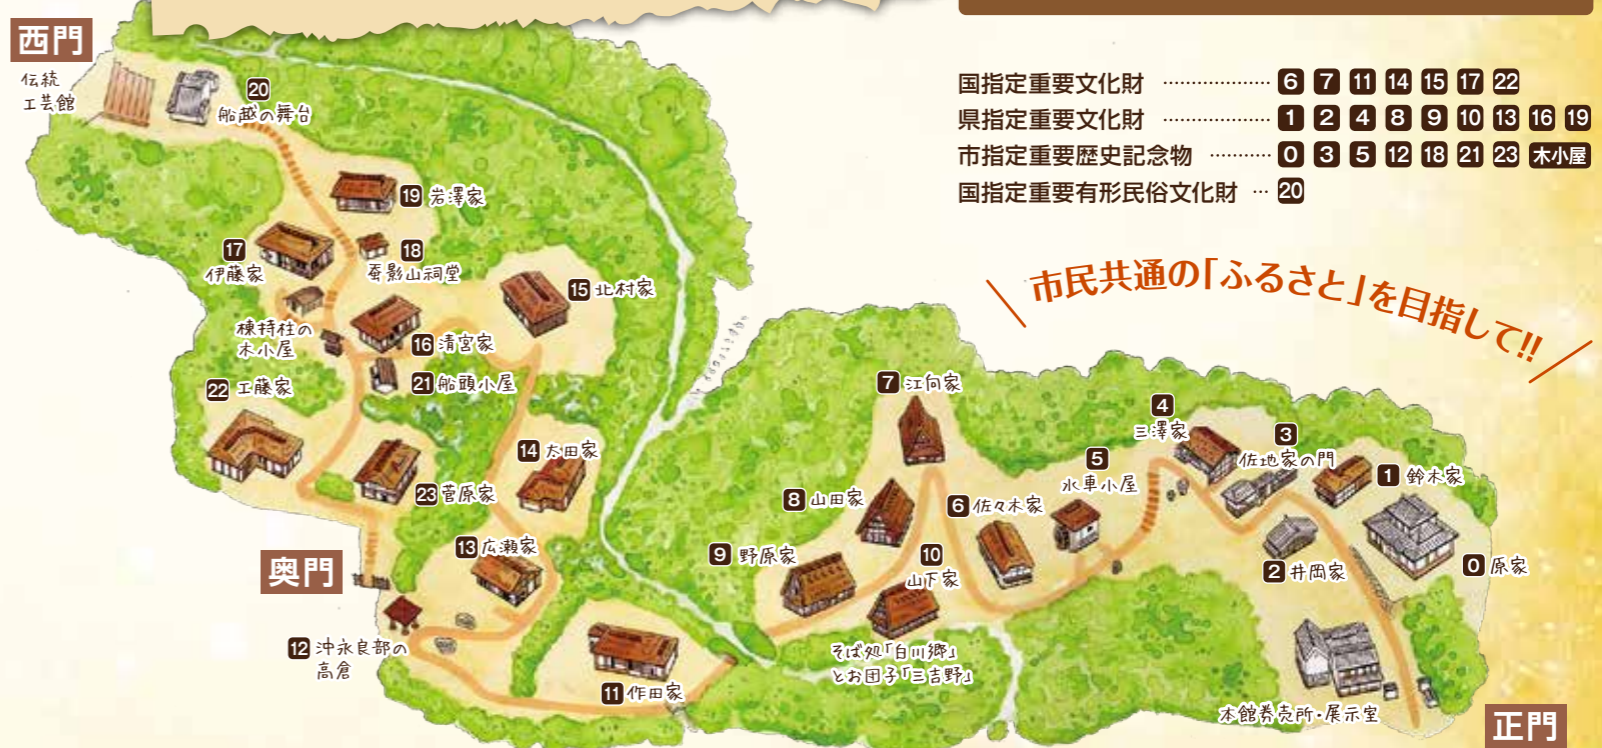 西門
伝統
工芸館
20
船越の舞台
19 岩澤家
17
伊藤家
18
蚕影山祠堂
15 北村家
棟持柱の
木小屋
16 清宮家
21 船頭小屋
22 工藤家
14 太田家
23 菅原家
13 広瀬家
奥門
12 沖永良部の
高倉
11 作田家
国指定重要文化財 ………………… 6 7 11 14 15 17 22
県指定重要文化財 ………………… 1 2 4 8 9 10 13 16 19
市指定重要歴史記念物 ………… 0 3 5 12 18 21 23 木小屋
国指定重要有形民俗文化財 … 20
市民共通の「ふるさと」を目指して!!
7 江向家
8 山田家
9 野原家
10
山下家
そば処「白川郷」
とお団子「三吉野」
6 佐々木家
5
水車小屋
4
三澤家
3
佐地家の門
1 鈴木家
2 井岡家
0 原家
本館券売所・展示室
正門